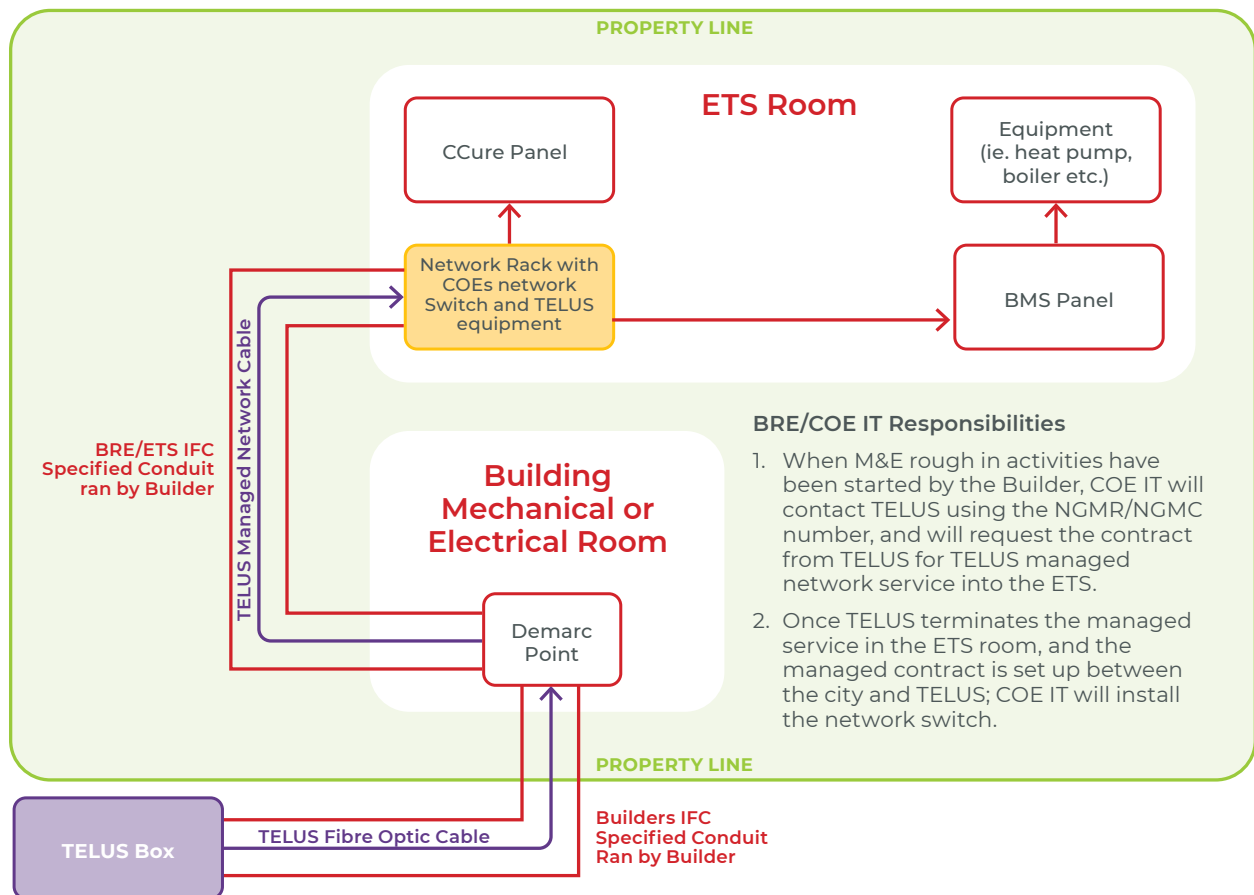 PROPERTY LINE
ETS Room
CCure Panel
Equipment
(ie. heat pump,
boiler etc.)
Network Rack with
COEs network
Switch and TELUS
equipment
BMS Panel
TELUS Managed Network Cable
BRE/ETS IFC
Specified Conduit
ran by Builder
Building
Mechanical or
Electrical Room
Demarc
Point
BRE/COE IT Responsibilities
1. When M&E rough in activities have
been started by the Builder, COE IT will
contact TELUS using the NGMR/NGMC
number, and will request the contract
from TELUS for TELUS managed
network service into the ETS.
2. Once TELUS terminates the managed
service in the ETS room, and the
managed contract is set up between
the city and TELUS; COE IT will install
the network switch.
PROPERTY LINE
TELUS Box
TELUS Fibre Optic Cable
Builders IFC
Specified Conduit
Ran by Builder